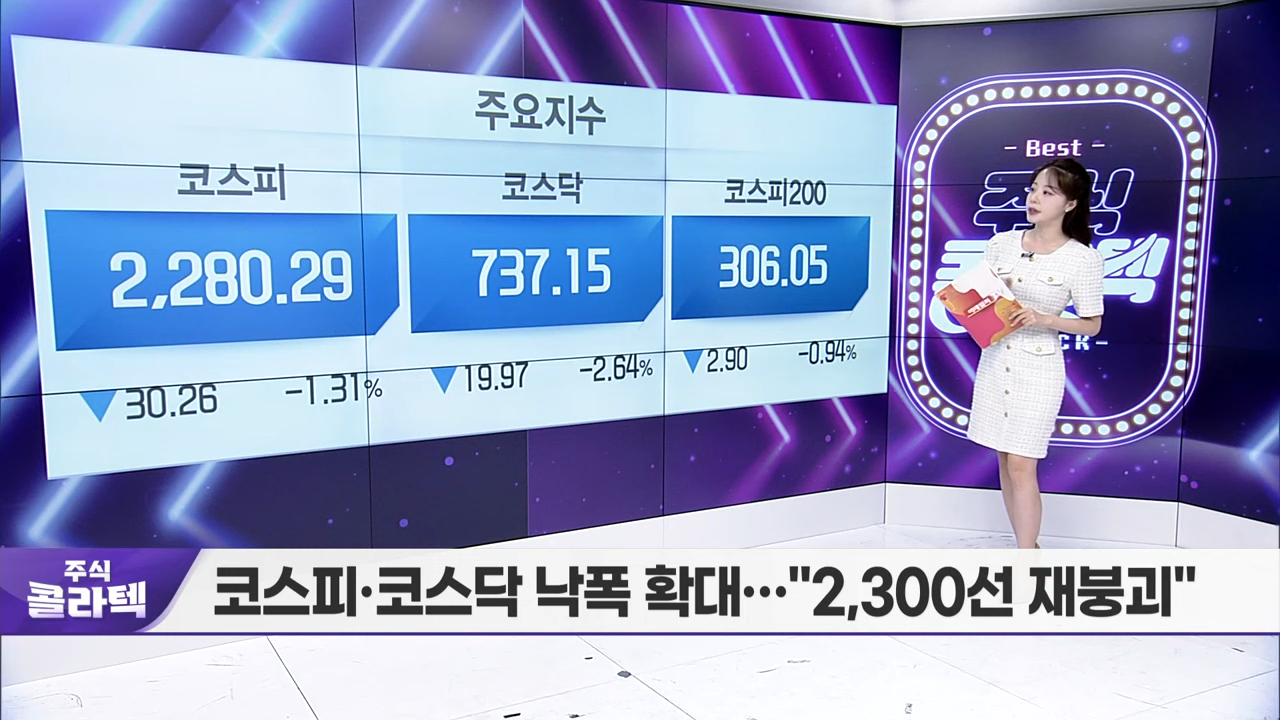 주요지수
코스피
코스닥
코스피200
2,280.29
737.15
306.05
▼30.26 -1.31%
▼19.97 -2.64%
▼2.90 -0.94%
- Best -
주식
주식
콜라텍
코스피·코스닥 낙폭 확대…"2,300선 재붕괴"